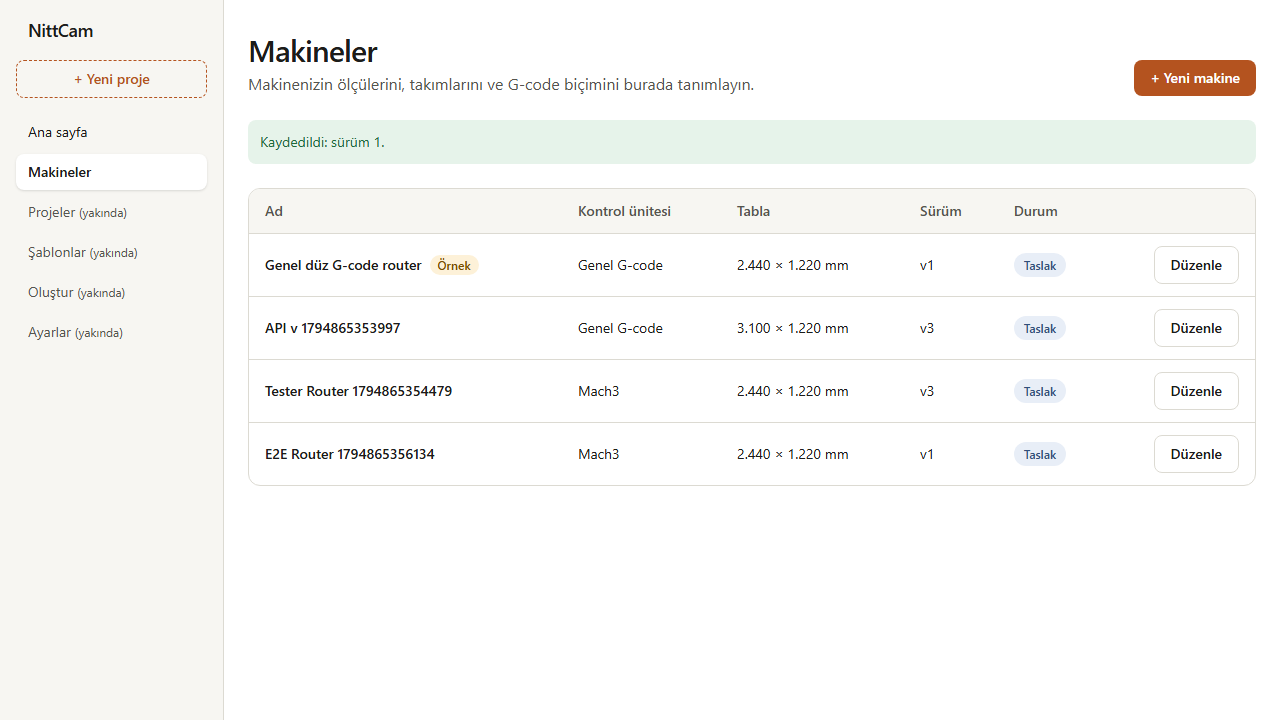 NittCam
+ Yeni proje
Ana sayfa
Makineler
Projeler (yakında)
Şablonlar (yakında)
Oluştur (yakında)
Ayarlar (yakında)
Makineler
Makinenizin ölçülerini, takımlarını ve G-code biçimini burada tanımlayın.
+ Yeni makine
Kaydedildi: sürüm 1.
Ad Kontrol ünitesi Tabla Sürüm Durum
Genel düz G-code router Örnek Genel G-code 2.440 × 1.220 mm v1 Taslak Düzenle
API v 1794865353997 Genel G-code 3.100 × 1.220 mm v3 Taslak Düzenle
Tester Router 1794865354479 Mach3 2.440 × 1.220 mm v3 Taslak Düzenle
E2E Router 1794865356134 Mach3 2.440 × 1.220 mm v1 Taslak Düzenle